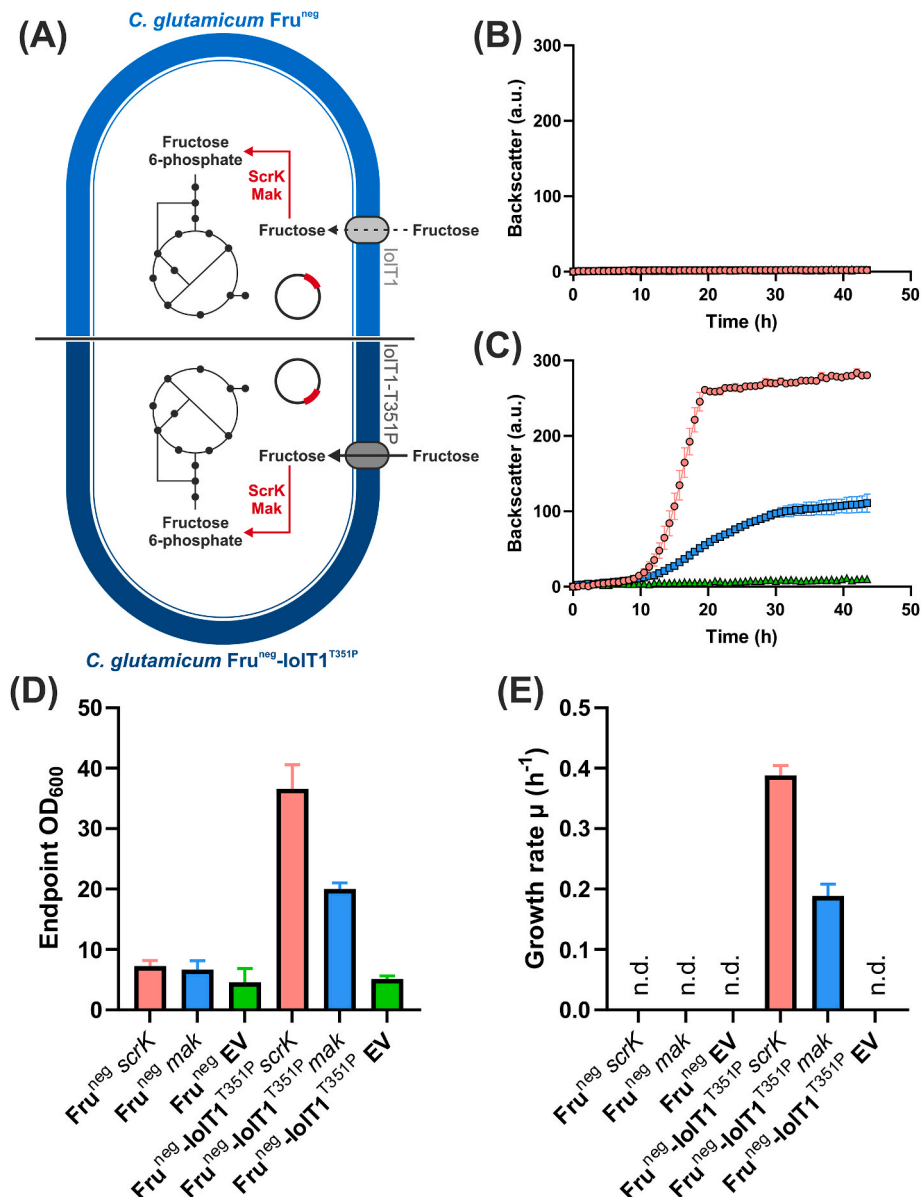 (A)
C. glutamicum Fru^neg
Fructose
6-phosphate
ScrK
Mak
Fructose
Fructose
IolT1
IolT1-T351P
Fructose
Fructose
ScrK
Mak
Fructose
6-phosphate
C. glutamicum Fru^neg-IolT1^T351P
(B)
Backscatter (a.u.)
300
200
100
0
0 10 20 30 40 50
Time (h)
(C)
Backscatter (a.u.)
300
200
100
0
0 10 20 30 40 50
Time (h)
(D)
Endpoint OD600
50
40
30
20
10
0
Fru^neg scrK
Fru^neg mak
Fru^neg EV
Fru^neg-IolT1^T351P scrK
Fru^neg-IolT1^T351P mak
Fru^neg-IolT1^T351P EV
(E)
Growth rate µ (h⁻¹)
0.5
0.4
0.3
0.2
0.1
0.0
n.d.
n.d.
n.d.
n.d.
Fru^neg scrK
Fru^neg mak
Fru^neg EV
Fru^neg-IolT1^T351P scrK
Fru^neg-IolT1^T351P mak
Fru^neg-IolT1^T351P EV